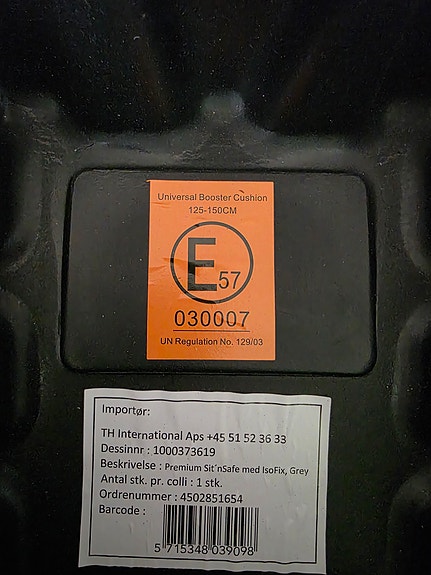 Universal Booster Cushion
125-150CM
E57
030007
UN Regulation No. 129/03
Importør:
TH International Aps +45 51 52 36 33
Dessinnr : 1000373619
Beskrivelse : Premium Sit´nSafe med IsoFix, Grey
Antal stk. pr. colli : 1 stk.
Ordrenummer : 4502851654
Barcode :
5 715348 039098